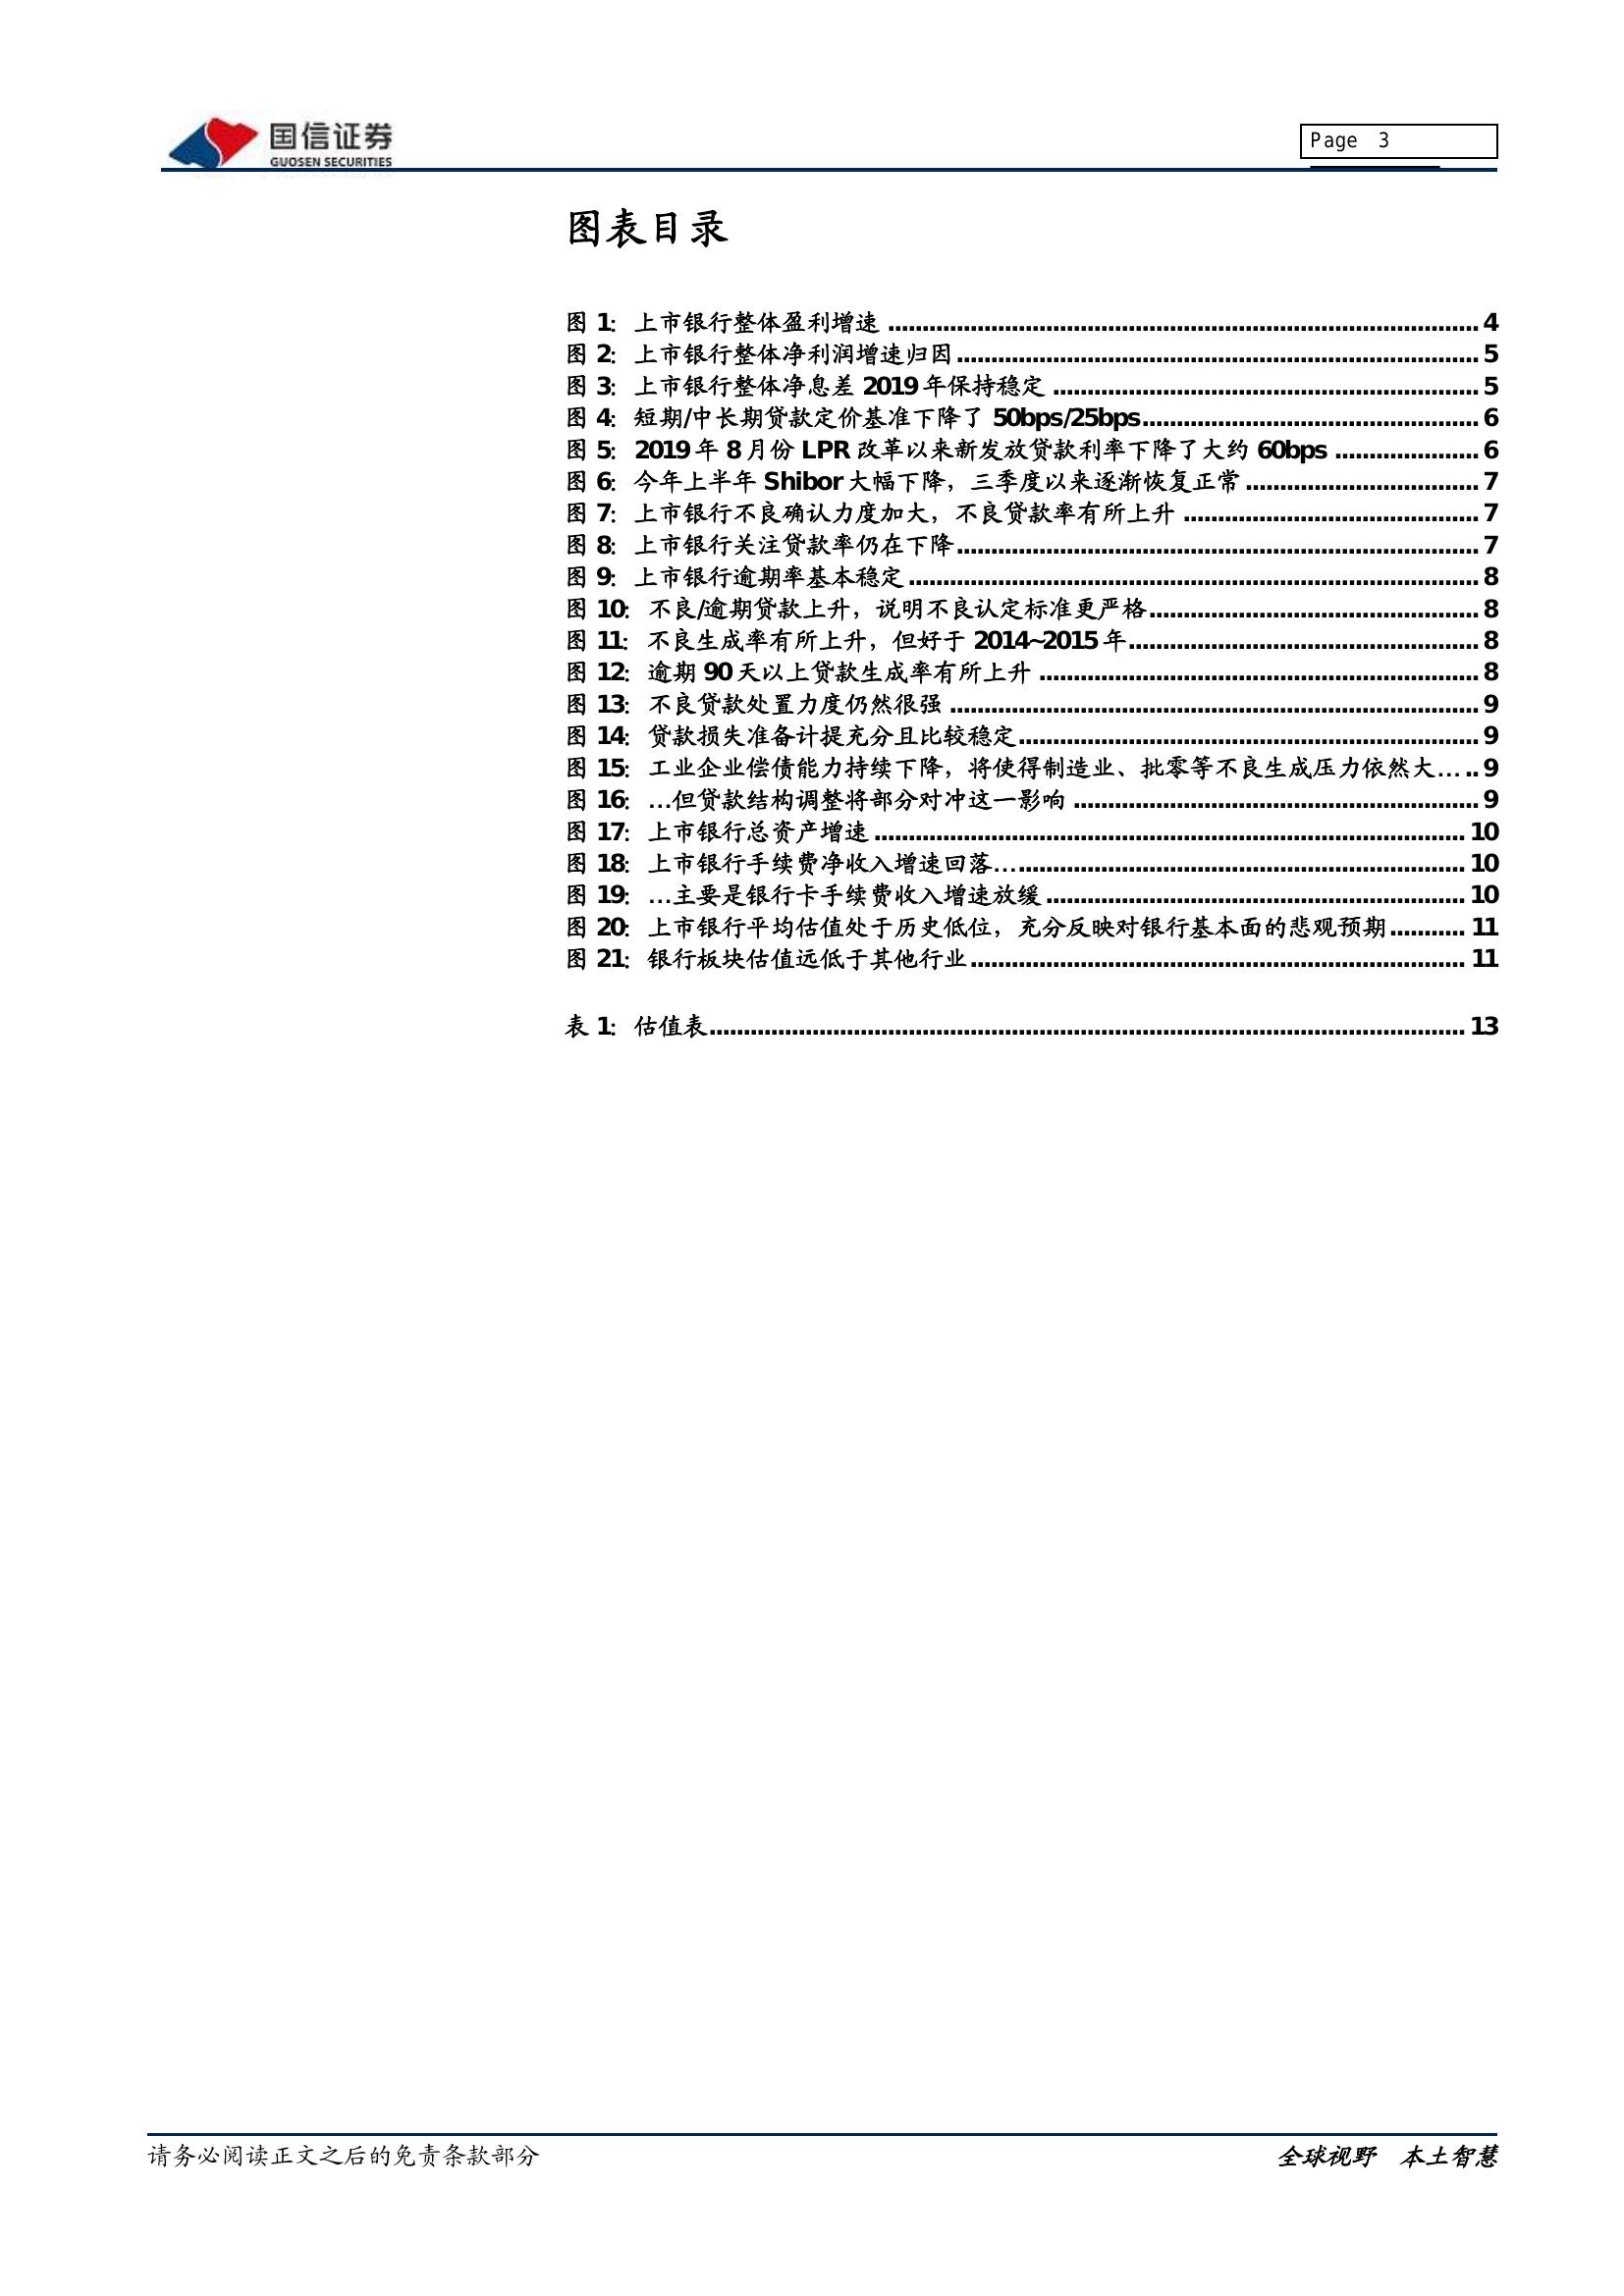 国信证券
GUOSEN SECURITIES
Page 3
图表目录
图 1: 上市银行整体盈利增速 ........................................ 4
图 2: 上市银行整体净利润增速归因 ........................................ 5
图 3: 上市银行整体净息差 2019 年保持稳定 ........................................ 5
图 4: 短期/中长期贷款定价基准下降了 50bps/25bps ........................................ 6
图 5: 2019 年 8 月份 LPR 改革以来新发放贷款利率下降了大约 60bps ........................................ 6
图 6: 今年上半年 Shibor 大幅下降，三季度以来逐渐恢复正常 ........................................ 7
图 7: 上市银行不良确认力度加大，不良贷款率有所上升 ........................................ 7
图 8: 上市银行关注贷款率仍在下降 ........................................ 7
图 9: 上市银行逾期率基本稳定 ........................................ 8
图 10: 不良/逾期贷款上升，说明不良认定标准更严格 ........................................ 8
图 11: 不良生成率有所上升，但好于 2014~2015 年 ........................................ 8
图 12: 逾期 90 天以上贷款生成率有所上升 ........................................ 8
图 13: 不良贷款处置力度仍然很强 ........................................ 9
图 14: 贷款损失准备计提充分且比较稳定 ........................................ 9
图 15: 工业企业偿债能力持续下降，将使得制造业、批零等不良生成压力依然大… .. 9
图 16: …但贷款结构调整将部分对冲这一影响 ........................................ 9
图 17: 上市银行总资产增速 ........................................ 10
图 18: 上市银行手续费净收入增速回落… ........................................ 10
图 19: …主要是银行卡手续费收入增速放缓 ........................................ 10
图 20: 上市银行平均估值处于历史低位，充分反映对银行基本面的悲观预期 ........... 11
图 21: 银行板块估值远低于其他行业 ........................................ 11
表 1: 估值表 ........................................ 13
请务必阅读正文之后的免责条款部分
全球视野 本土智慧